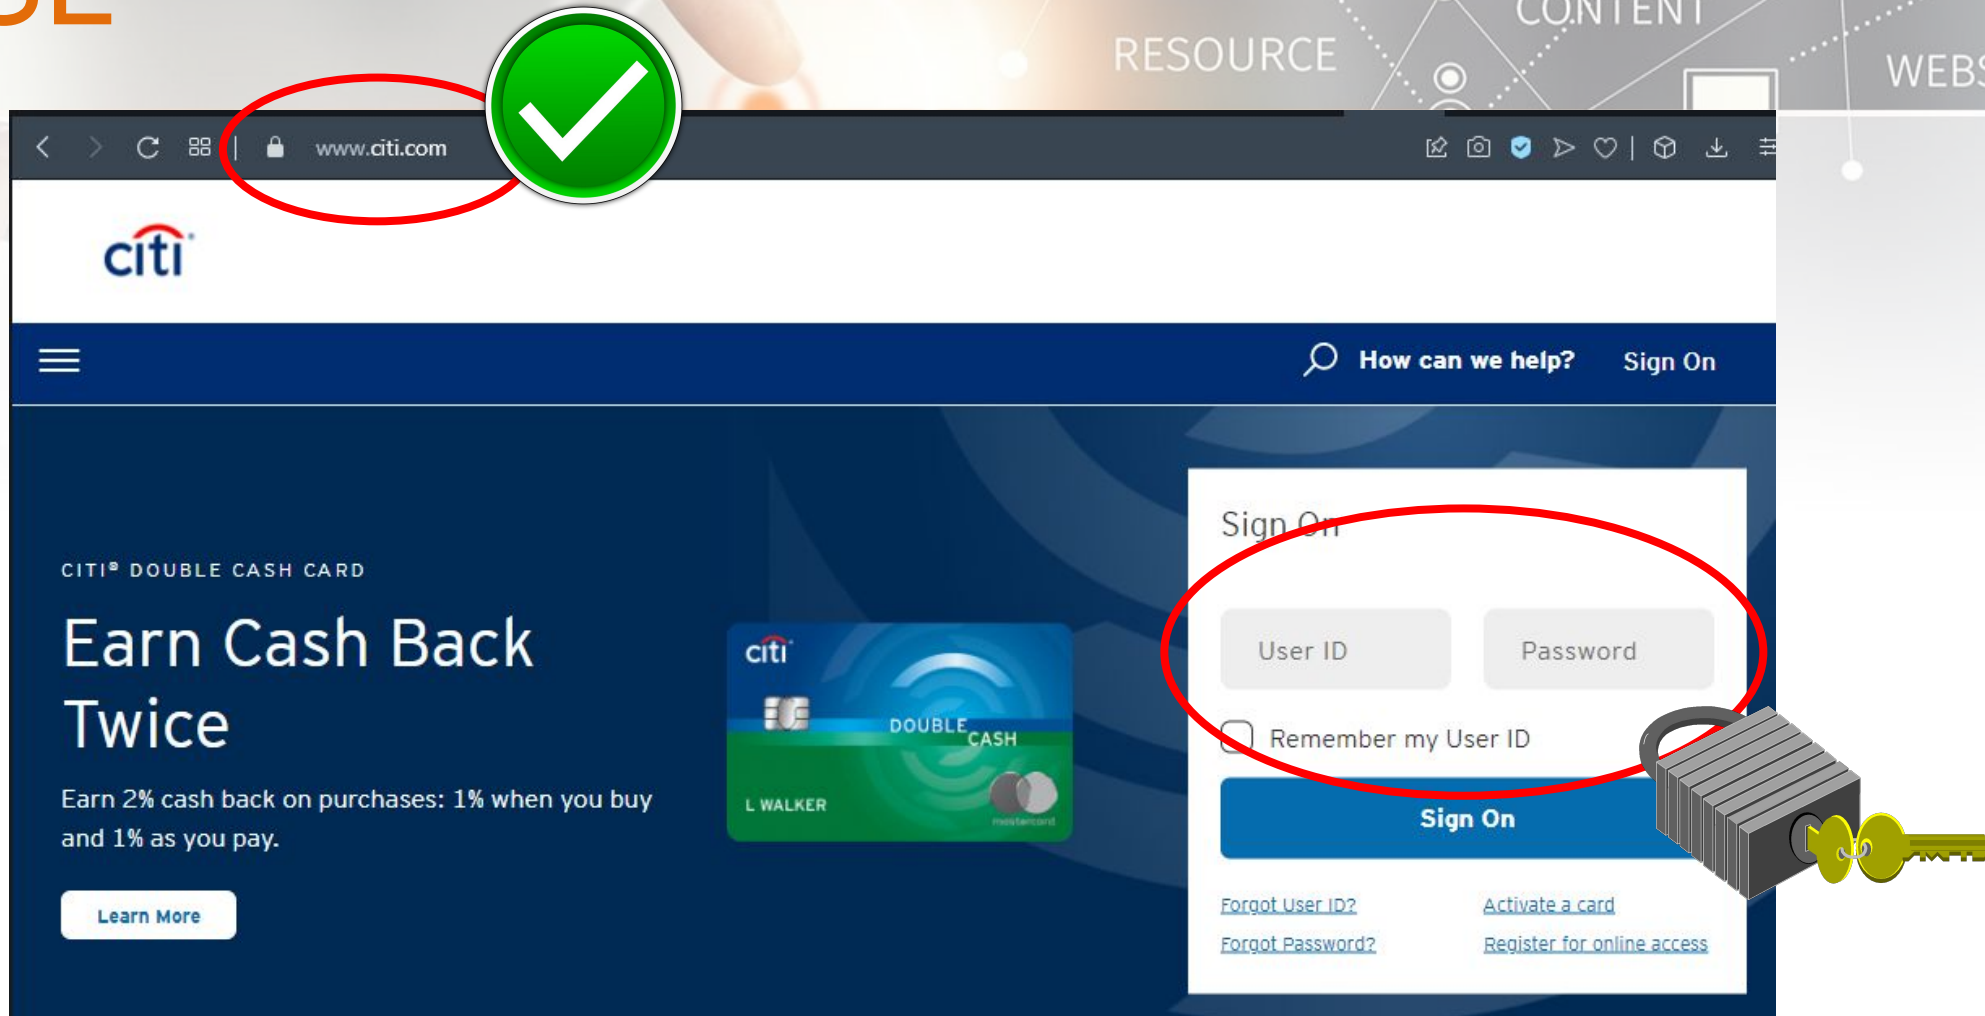 RESOURCE
CONTENT
www.citi.com
citi
How can we help? Sign On
Sign On
CITI® DOUBLE CASH CARD
Earn Cash Back
Twice
Earn 2% cash back on purchases: 1% when you buy
and 1% as you pay.
Learn More
citi
DOUBLE
CASH
L WALKER
mastercard
User ID Password
Remember my User ID
Sign On
Forgot User ID? Activate a card
Forgot Password? Register for online access